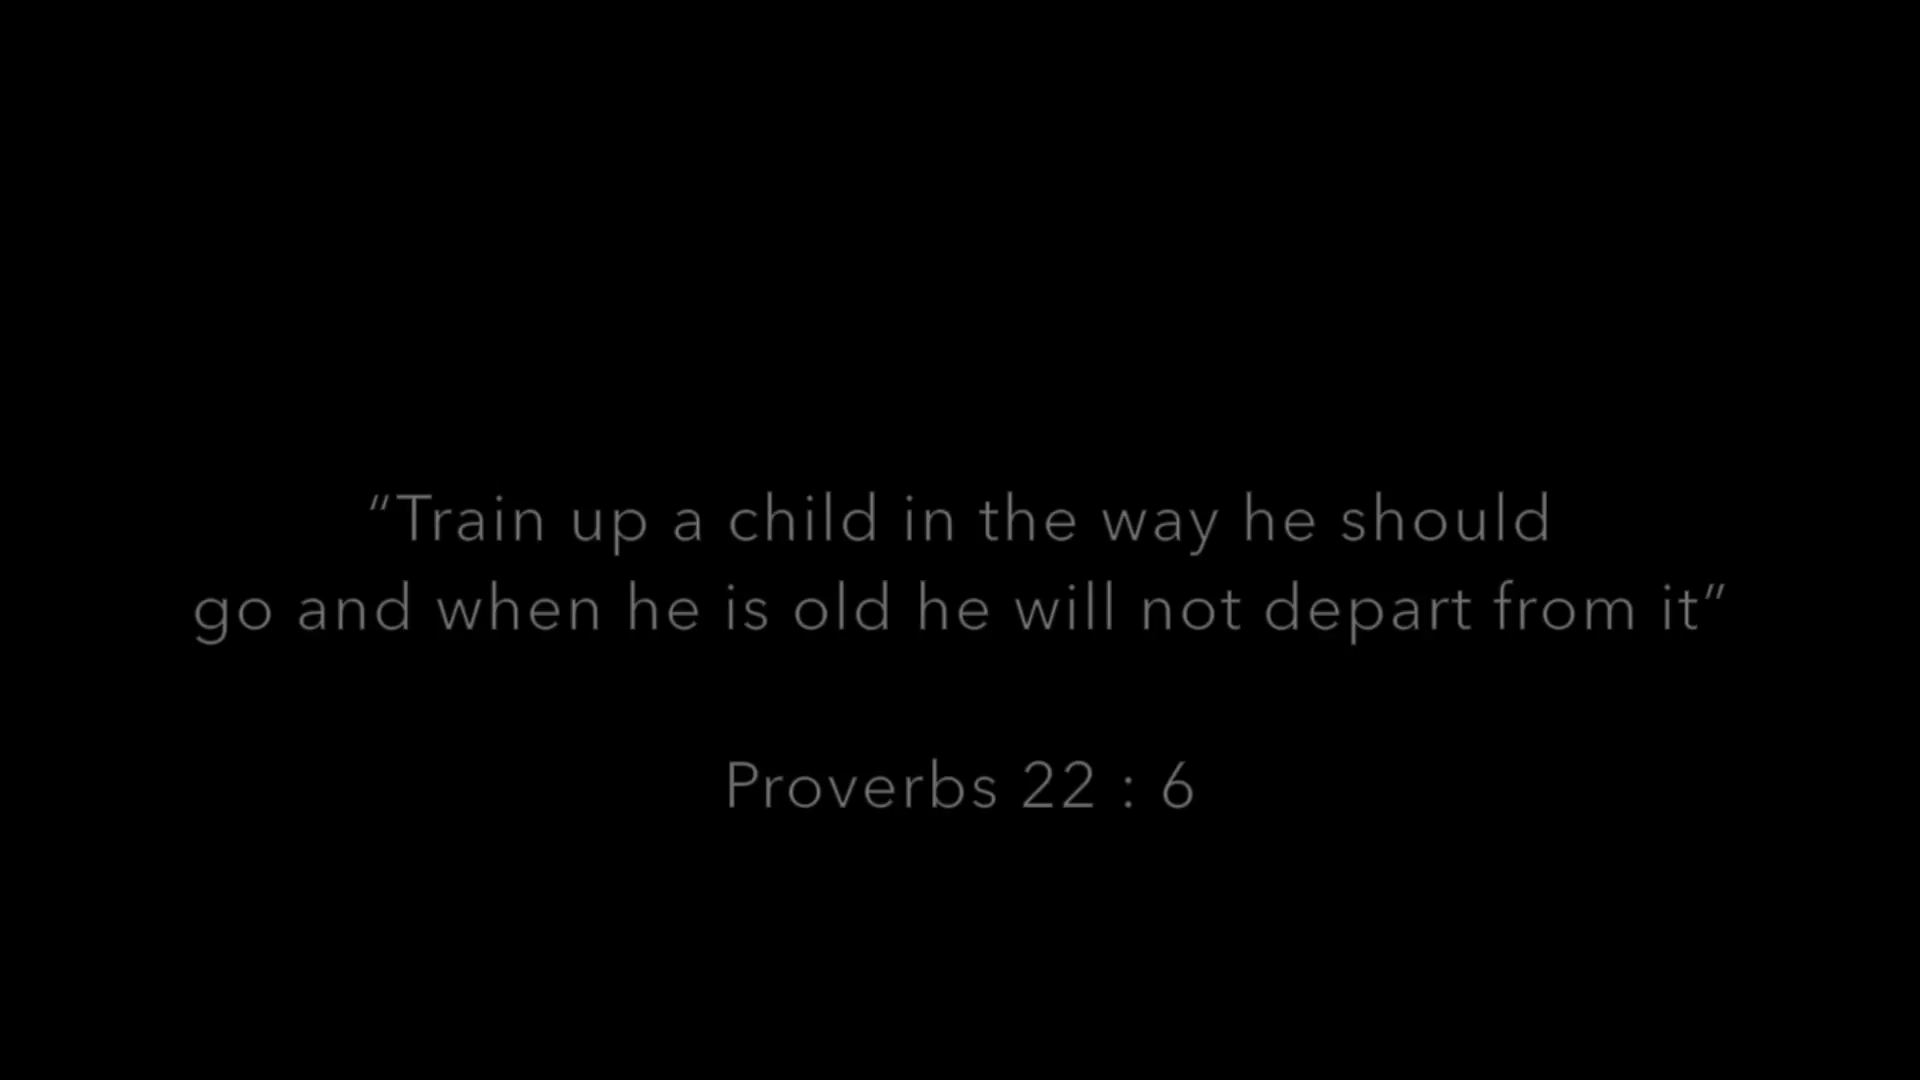 “Train up a child in the way he should
go and when he is old he will not depart from it”
Proverbs 22 : 6